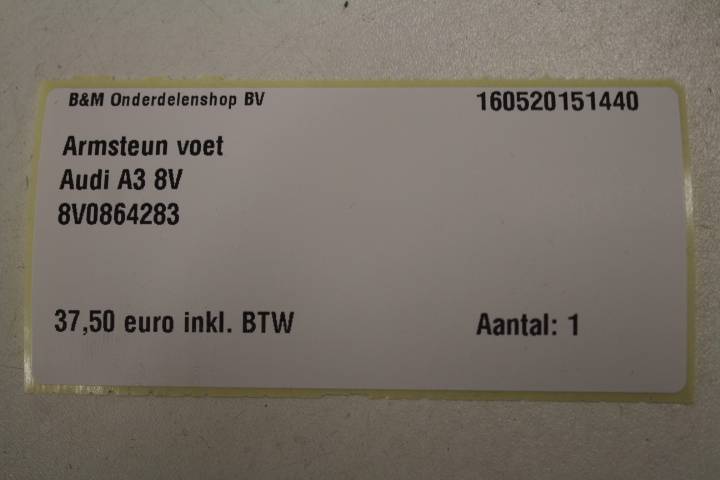 B&M Onderdelenshop BV 160520151440
Armsteun voet
Audi A3 8V
8V0864283
37,50 euro inkl. BTW Aantal: 1